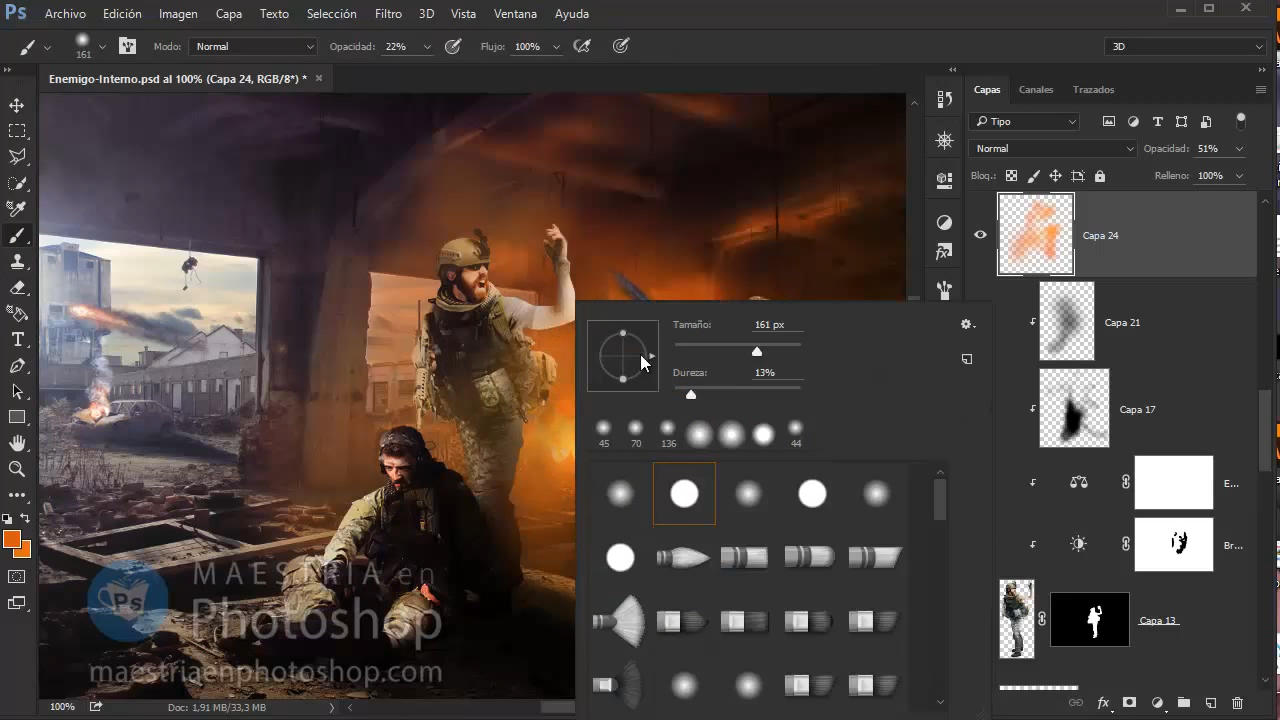 Ps Archivo Edición Imagen Capa Texto Selección Filtro 3D Vista Ventana Ayuda
161 Modo: Normal Opacidad: 22% Flujo: 100% 3D
Enemigo-Interno.psd al 100% (Capa 24, RGB/8*) *
Capas Canales Trazados
Tipo
Normal Opacidad: 51%
Bloq.: Relleno: 100%
Capa 24
Capa 21
Capa 17
E...
Br...
Capa 13
Tamaño: 161 px
Dureza: 13%
45 70 136 44
MAESTRIA en
Ps Photoshop
maestriaenphotoshop.com
100% Doc: 1,91 MB/33,3 MB